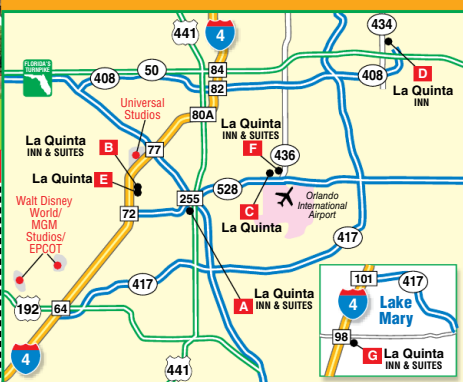 441
4
434
FLORIDA'S
TURNPIKE
408
50
84
82
408
D
La Quinta
INN
Universal
Studios
80A
La Quinta
INN & SUITES
B
77
La Quinta
INN & SUITES
F
436
La Quinta
E
255
528
C
La Quinta
Orlando
International
Airport
Walt Disney
World/
MGM
Studios/
EPCOT
72
417
417
A
La Quinta
INN & SUITES
192
64
4
441
101
417
4
Lake
Mary
98
G
La Quinta
INN & SUITES